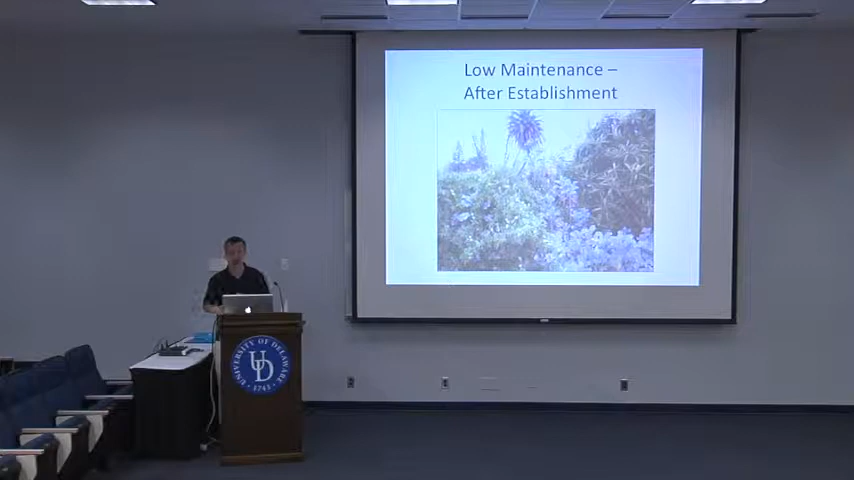 Low Maintenance –
After Establishment
UNIVERSITY OF DELAWARE
UD
1743